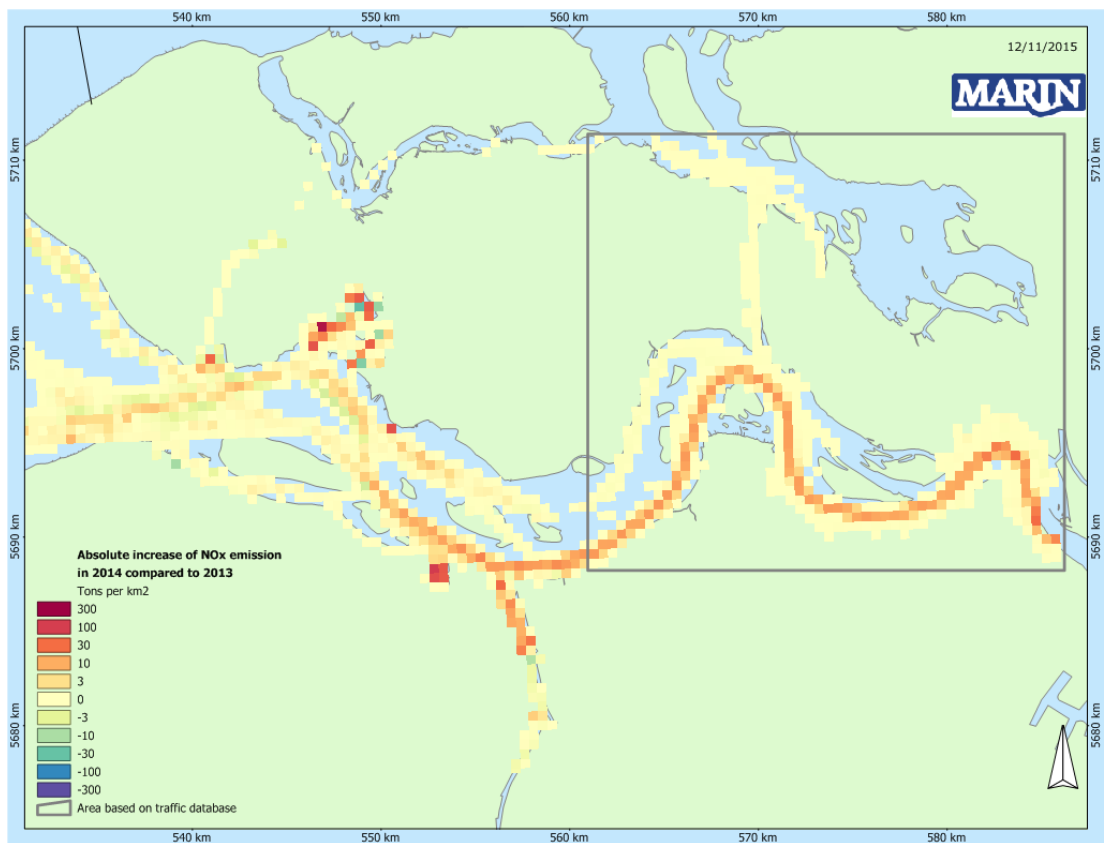 540 km
550 km
560 km
570 km
580 km
12/11/2015
MARIN
5710 km
5710 km
5700 km
5700 km
5690 km
5690 km
5680 km
5680 km
Absolute increase of NOx emission
in 2014 compared to 2013
Tons per km2
300
100
30
10
3
0
-3
-10
-30
-100
-300
Area based on traffic database
540 km
550 km
560 km
570 km
580 km